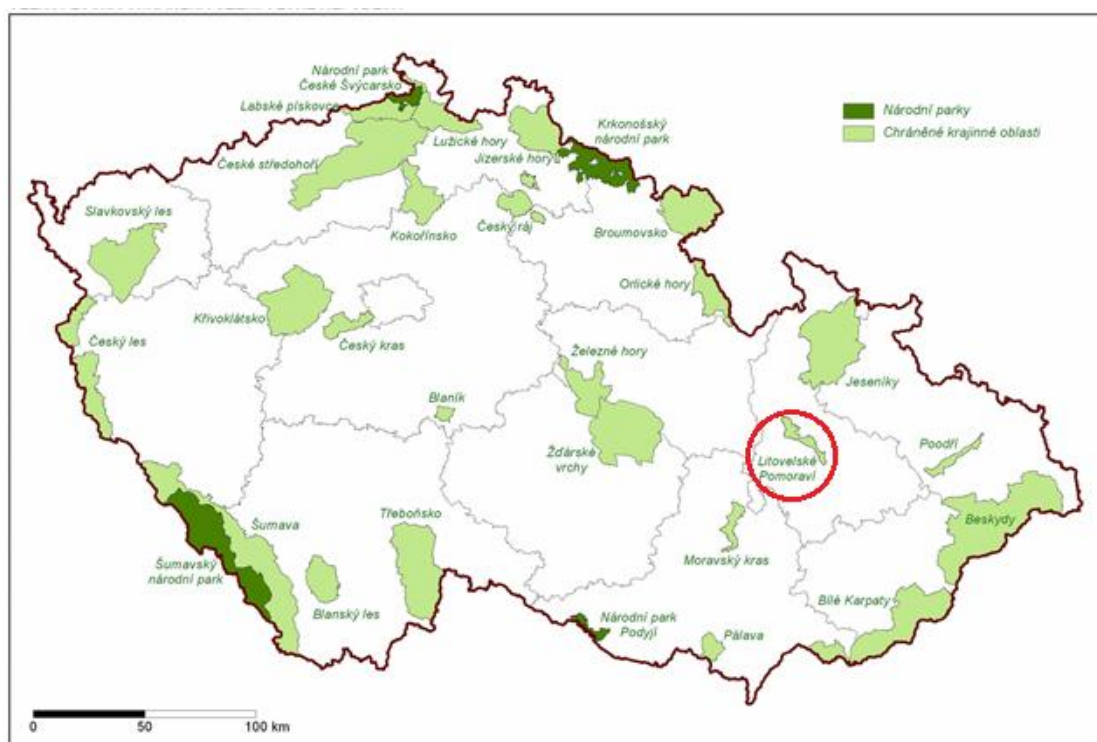 Národní park
České Švýcarsko
Labské pískovce
Lužické hory
Krkonošský
národní park
Jizerské hory
České středohoří
Národní parky
Chráněné krajinné oblasti
Slavkovský les
Kokořínsko
Český ráj
Broumovsko
Orlické hory
Křivoklátsko
Český kras
Český les
Železné hory
Jeseníky
Blaník
Žďárské
vrchy
Litovelské
Pomoraví
Poodří
Šumava
Třeboňsko
Beskydy
Šumavský
národní park
Moravský kras
Blanský les
Bílé Karpaty
Národní park
Podyjí
Pálava
0 50 100 km